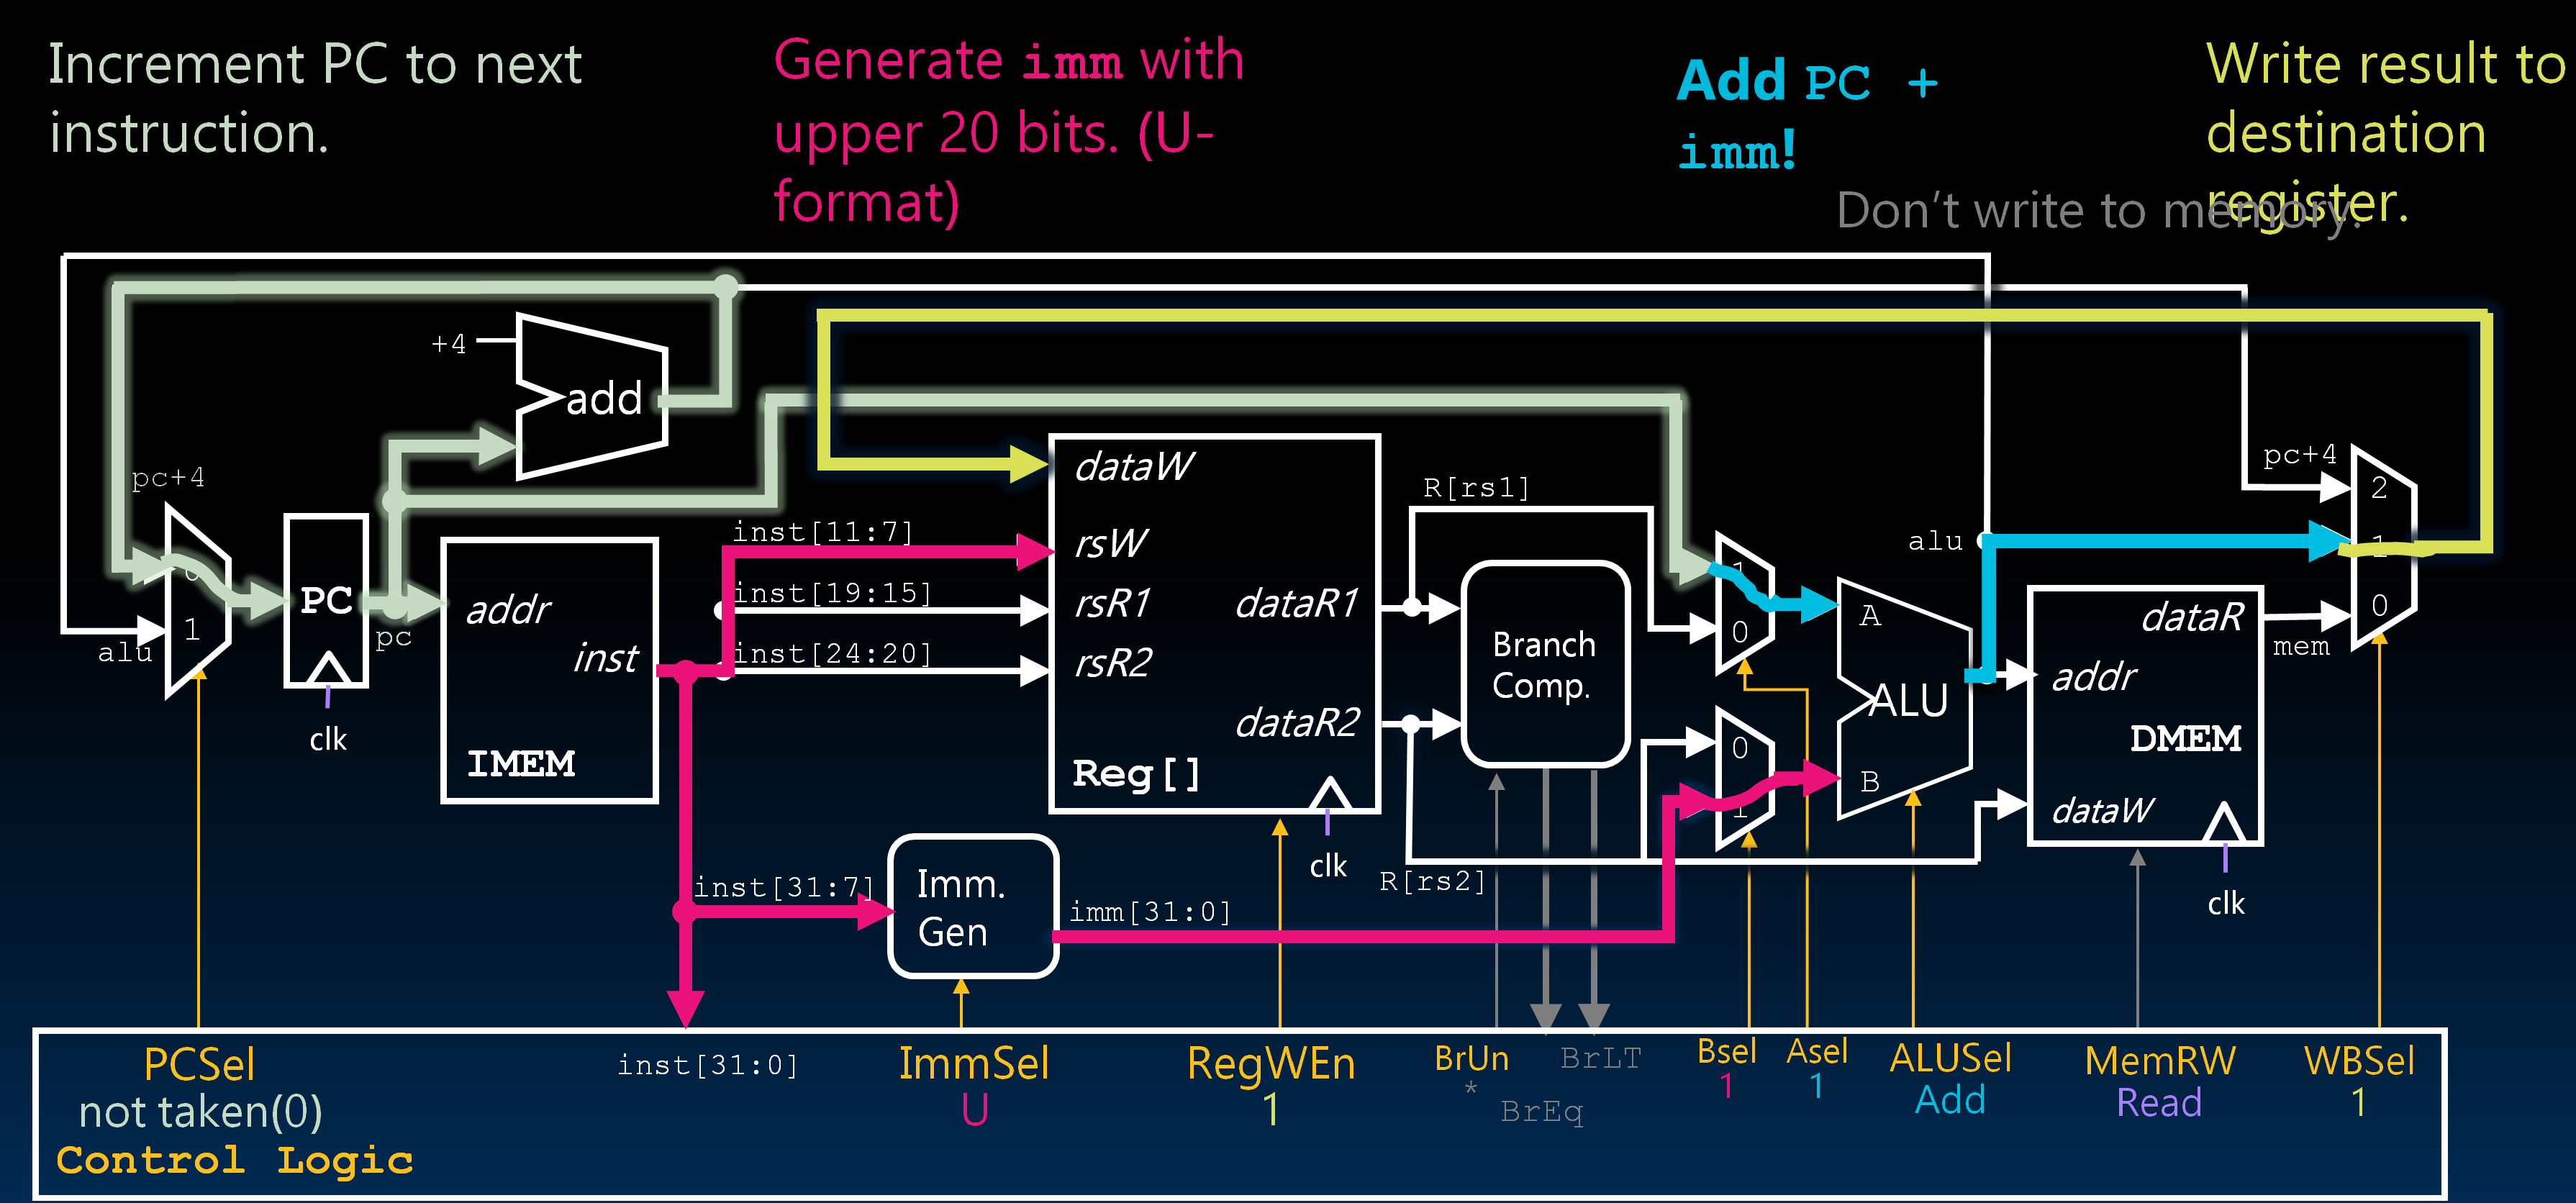 Increment PC to next
instruction.
Generate imm with
upper 20 bits. (U-
format)
Add PC +
imm!
Write result to
destination
register.
Don't write to memory.
+4
add
pc+4
0
1
alu
PC
pc
clk
addr
inst
IMEM
inst[11:7]
inst[19:15]
inst[24:20]
inst[31:7]
dataW
rsW
rsR1
rsR2
dataR1
dataR2
Reg[]
clk
Imm.
Gen
imm[31:0]
R[rs1]
R[rs2]
Branch
Comp.
1
0
0
1
A
B
ALU
alu
addr
dataR
DMEM
dataW
clk
mem
pc+4
2
1
0
PCSel
not taken(0)
Control Logic
inst[31:0]
ImmSel
U
RegWEn
1
BrUn
*
BrLT
BrEq
Bsel
1
Asel
1
ALUSel
Add
MemRW
Read
WBSel
1